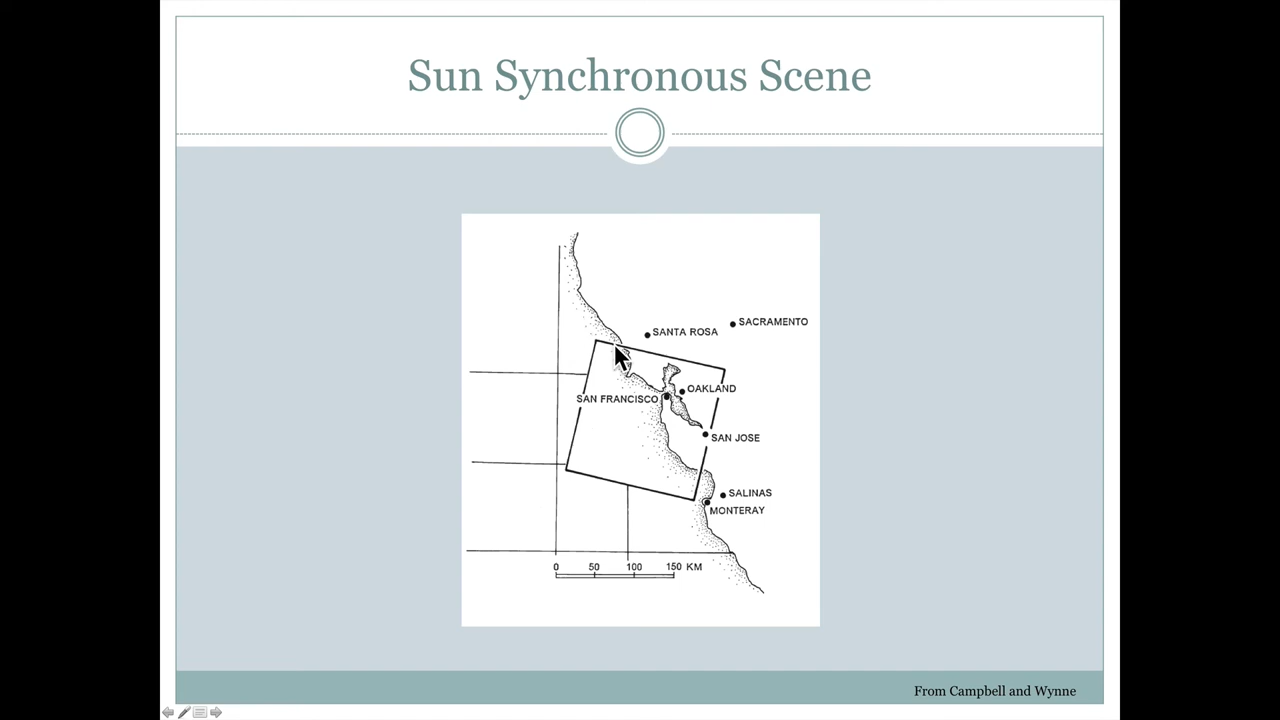 Sun Synchronous Scene
SACRAMENTO
SANTA ROSA
OAKLAND
SAN FRANCISCO
SAN JOSE
SALINAS
MONTERAY
0 50 100 150 KM
From Campbell and Wynne